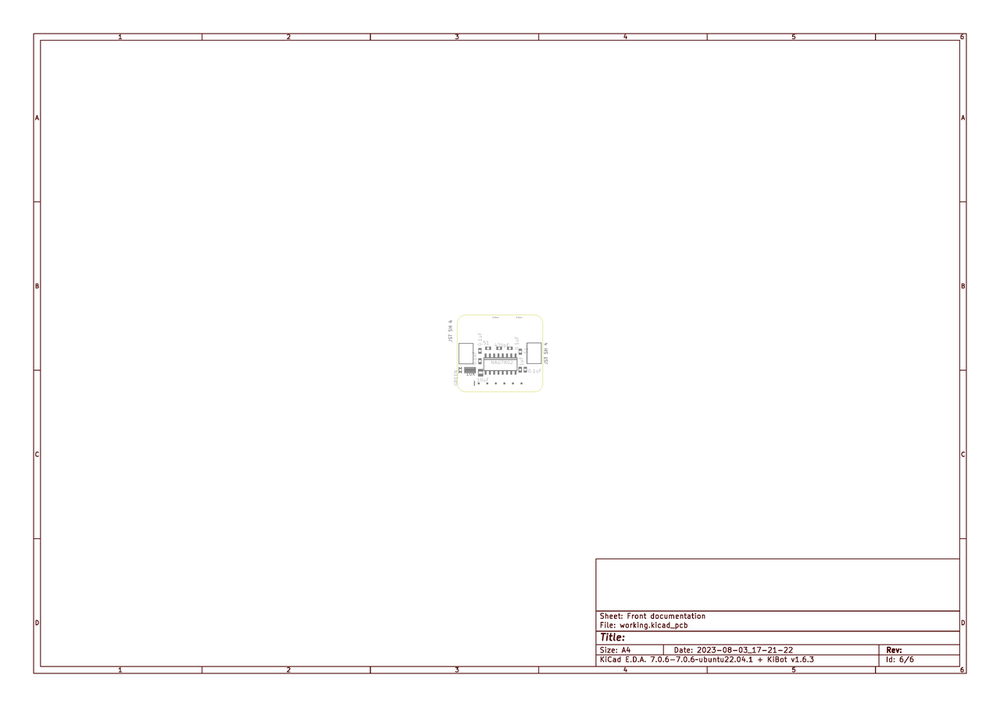 1 2 3 4 5 6
A A
JST SH 4
JST SH 4
B B
GREEN
10K
C C
D D
Sheet: Front documentation
File: working.kicad_pcb
Title:
Size: A4 Date: 2023-08-03_17-21-22 Rev:
KiCad E.D.A. 7.0.6-7.0.6~ubuntu22.04.1 + KiBot v1.6.3 Id: 6/6
1 2 3 4 5 6